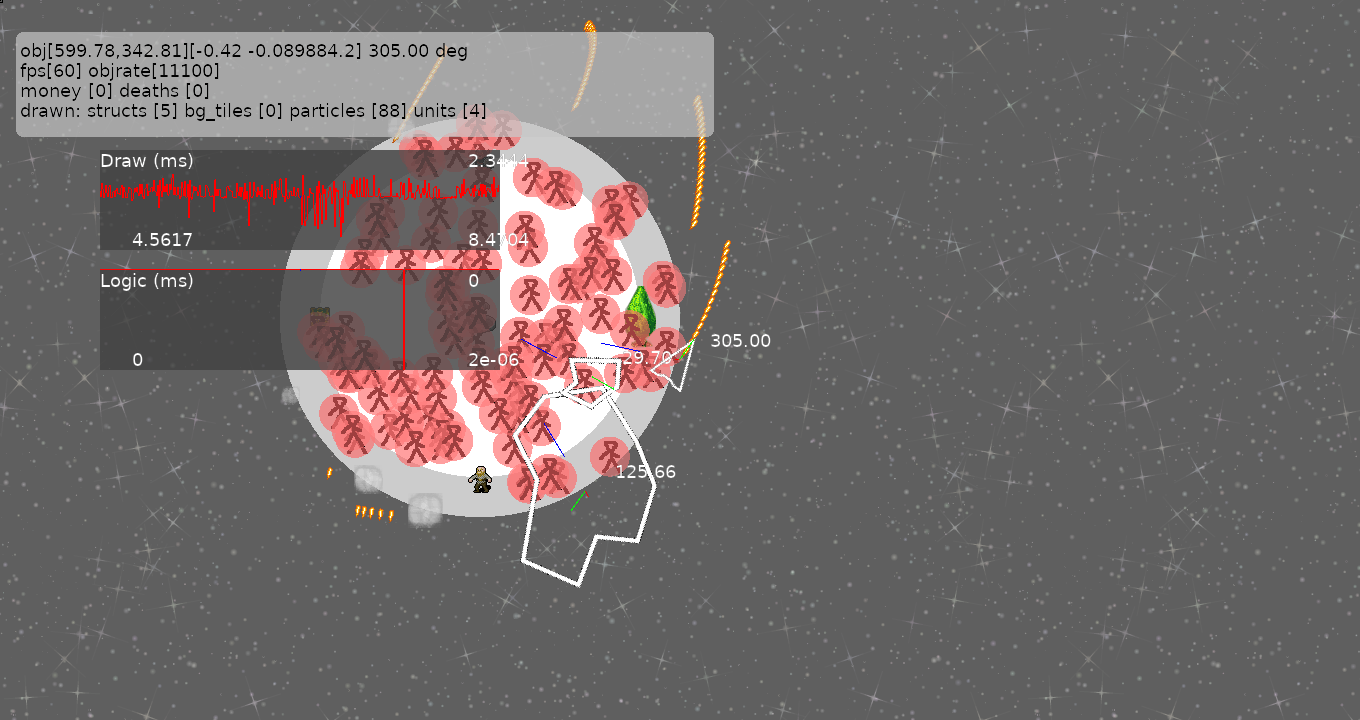 obj[599.78,342.81][-0.42 -0.089884.2] 305.00 deg
fps[60] objrate[11100]
money [0] deaths [0]
drawn: structs [5] bg_tiles [0] particles [88] units [4]
Draw (ms)
4.5617
8.4704
Logic (ms)
0
0
2e-06
305.00
29.70
125.66